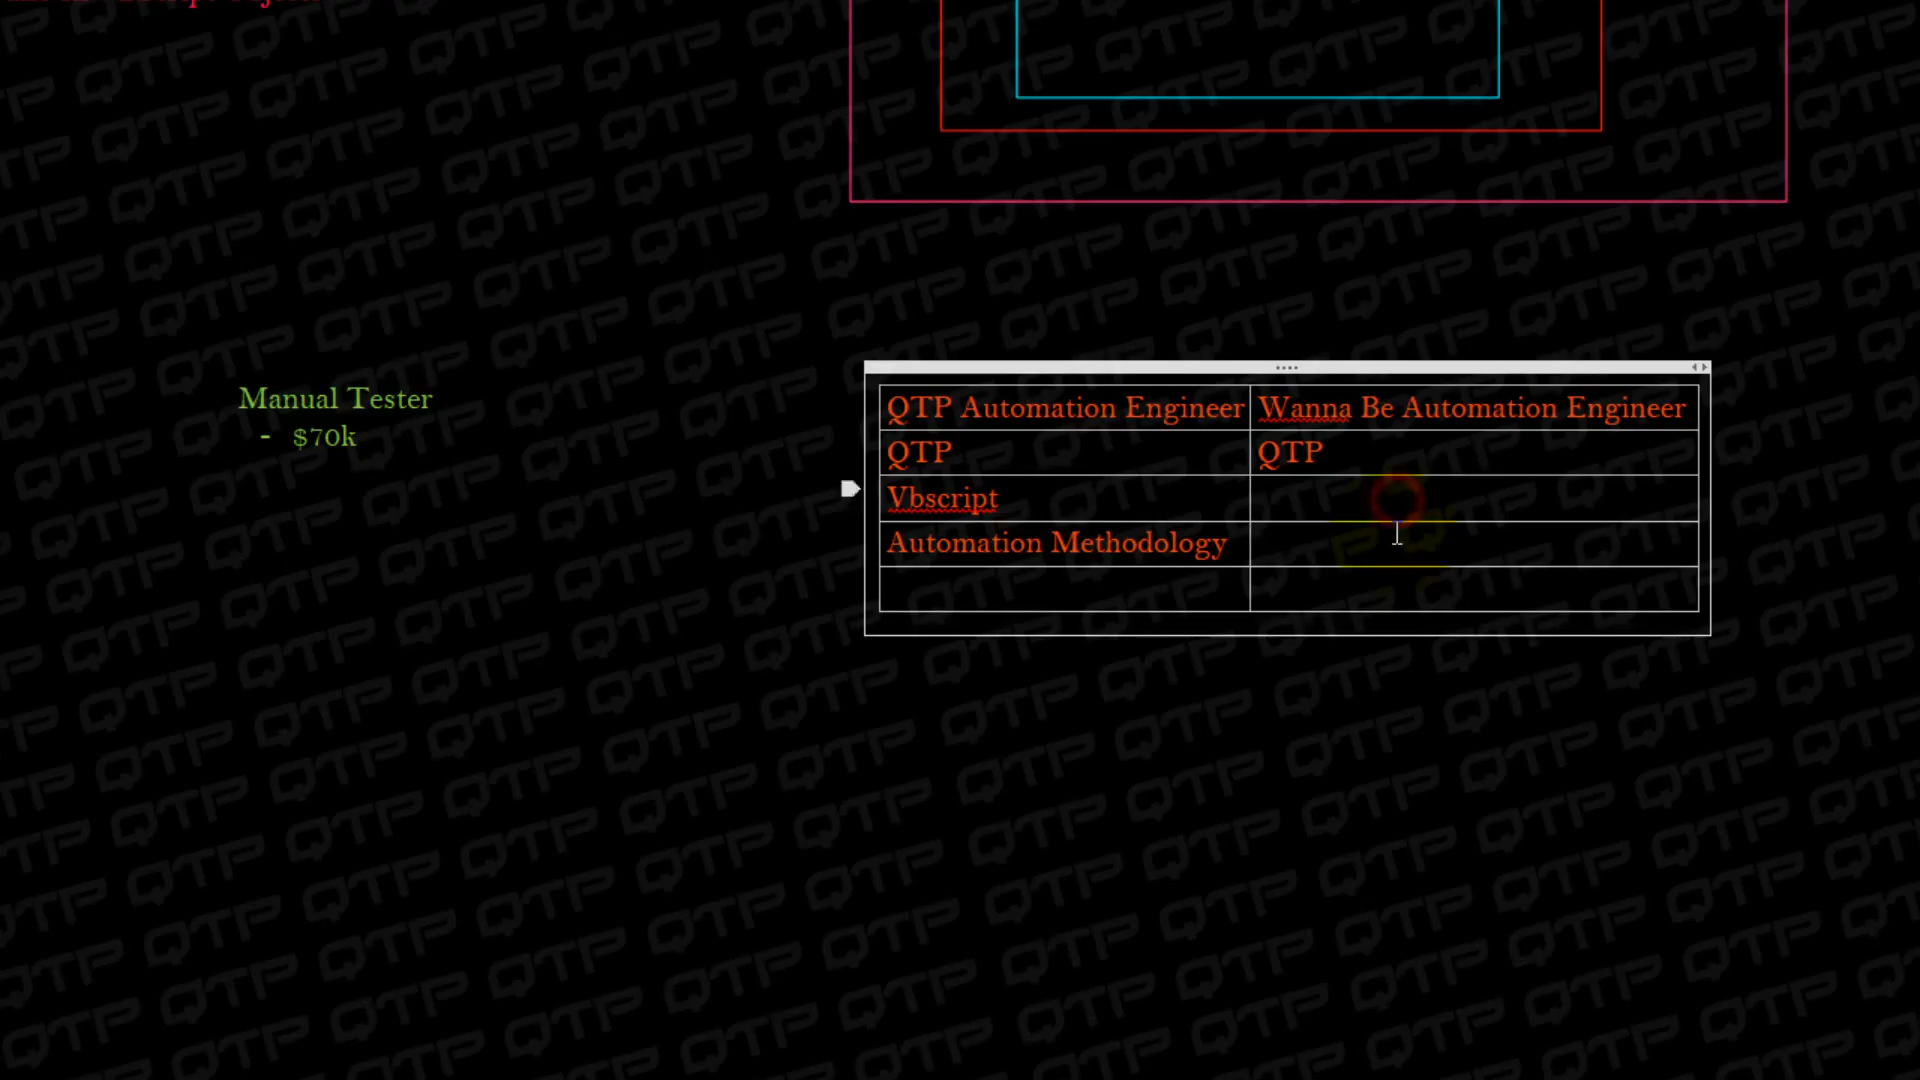 Manual Tester
- $70k
QTP Automation Engineer Wanna Be Automation Engineer
QTP QTP
Vbscript
Automation Methodology